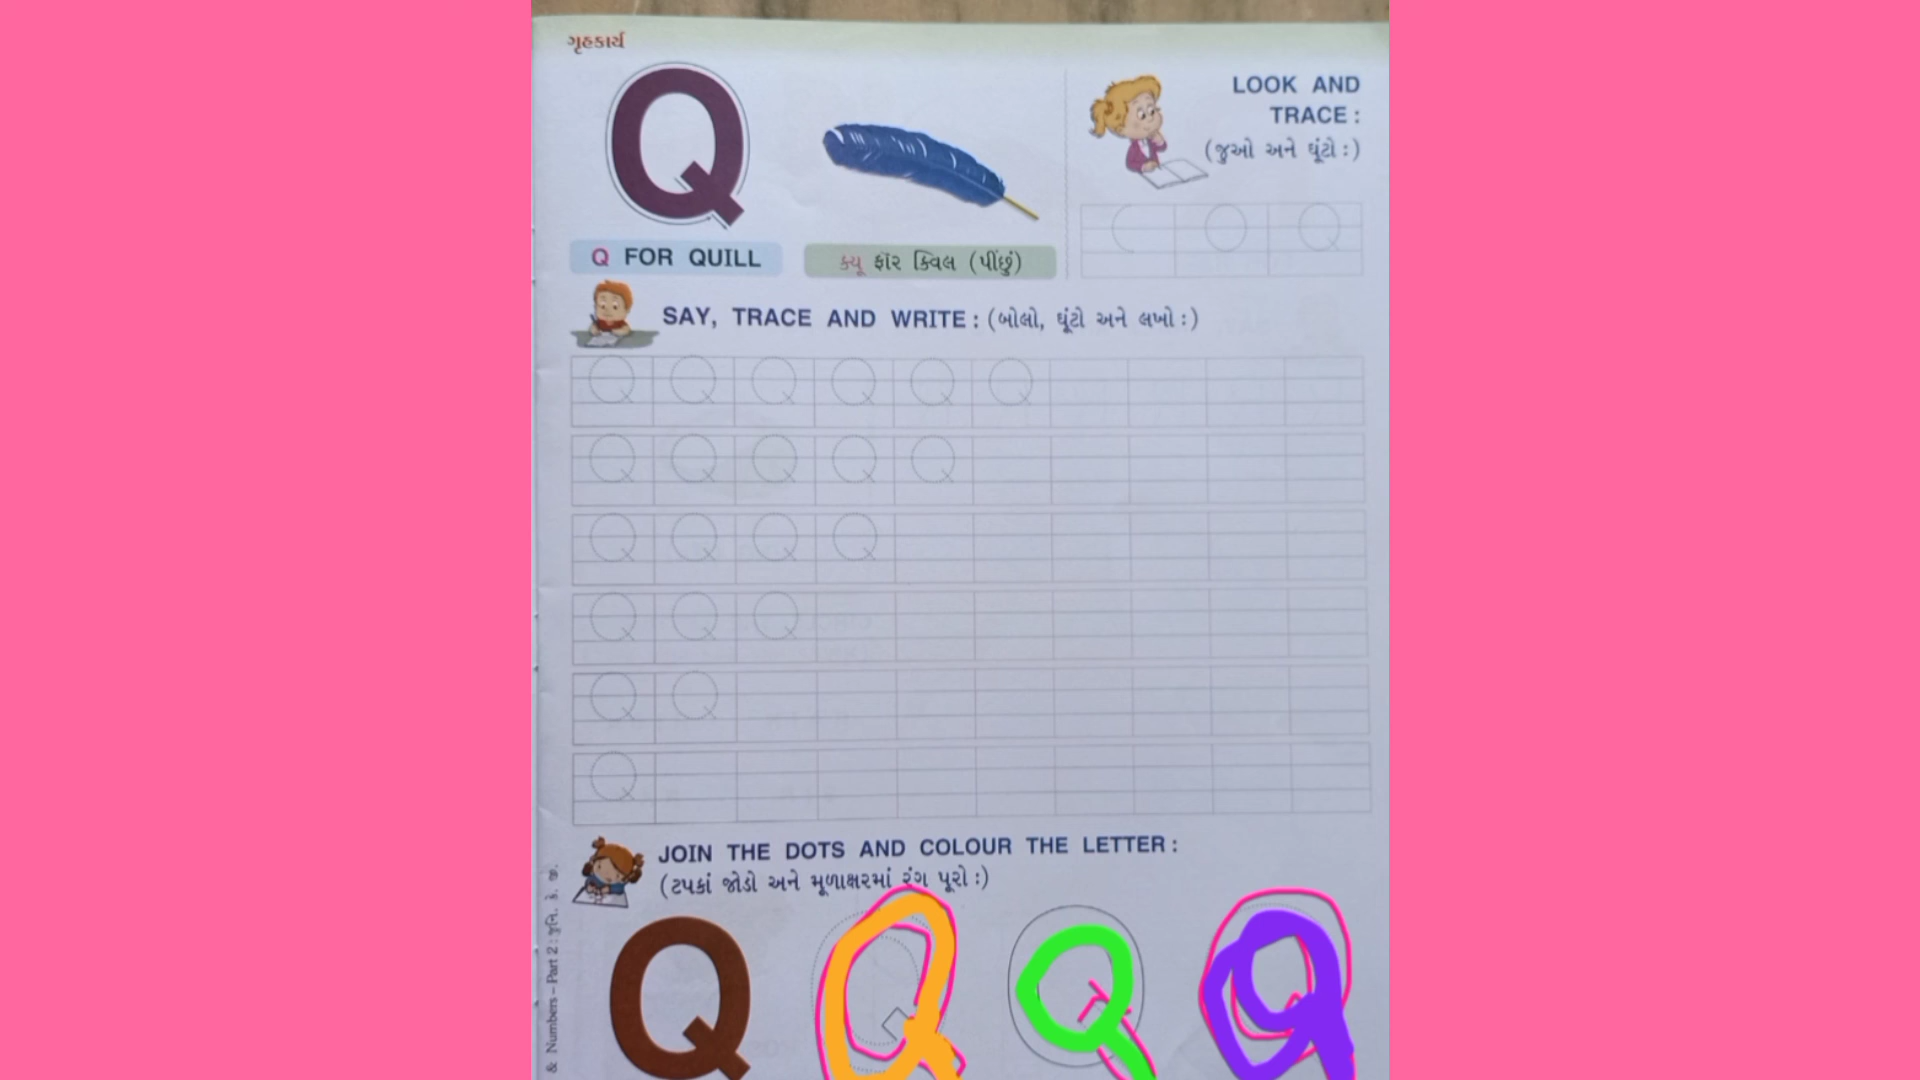 ગૃહકાર્ય
Q
LOOK AND
TRACE :
(જુઓ અને ઘૂંટો :)
C O Q
Q FOR QUILL
ક્યૂ ફૉર ક્વિલ (પીંછું)
SAY, TRACE AND WRITE : (બોલો, ઘૂંટો અને લખો :)
Q Q Q Q Q Q
Q Q Q Q Q
Q Q Q Q
Q Q Q
Q Q
Q
JOIN THE DOTS AND COLOUR THE LETTER :
(ટપકાં જોડો અને મૂળાક્ષરમાં રંગ પૂરો :)
Q Q Q Q
& Numbers – Part 2 : જુનિ. કે. જી.